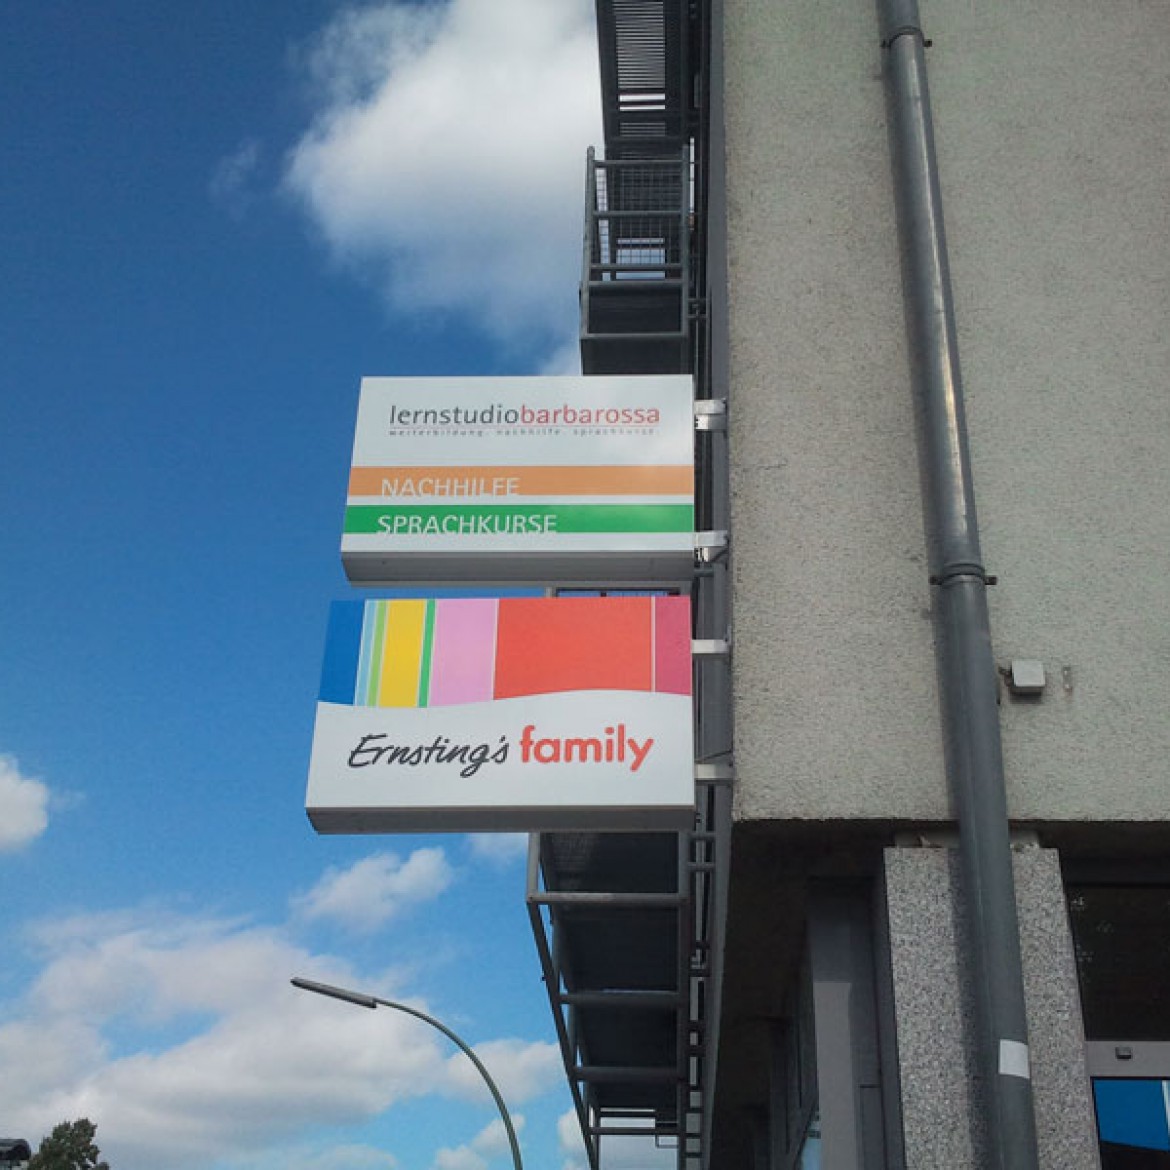 lernstudiobarbarossa
weiterbildung. nachhilfe. sprachkurse.
NACHHILFE
SPRACHKURSE
Ernsting's family